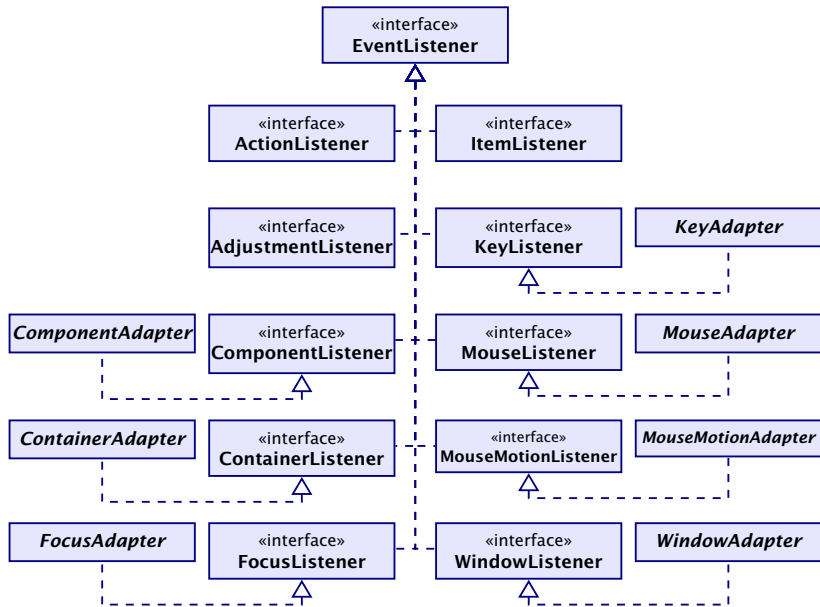 «interface»
EventListener
«interface»
ActionListener
«interface»
ItemListener
«interface»
AdjustmentListener
«interface»
KeyListener
KeyAdapter
ComponentAdapter
«interface»
ComponentListener
«interface»
MouseListener
MouseAdapter
ContainerAdapter
«interface»
ContainerListener
«interface»
MouseMotionListener
MouseMotionAdapter
FocusAdapter
«interface»
FocusListener
«interface»
WindowListener
WindowAdapter